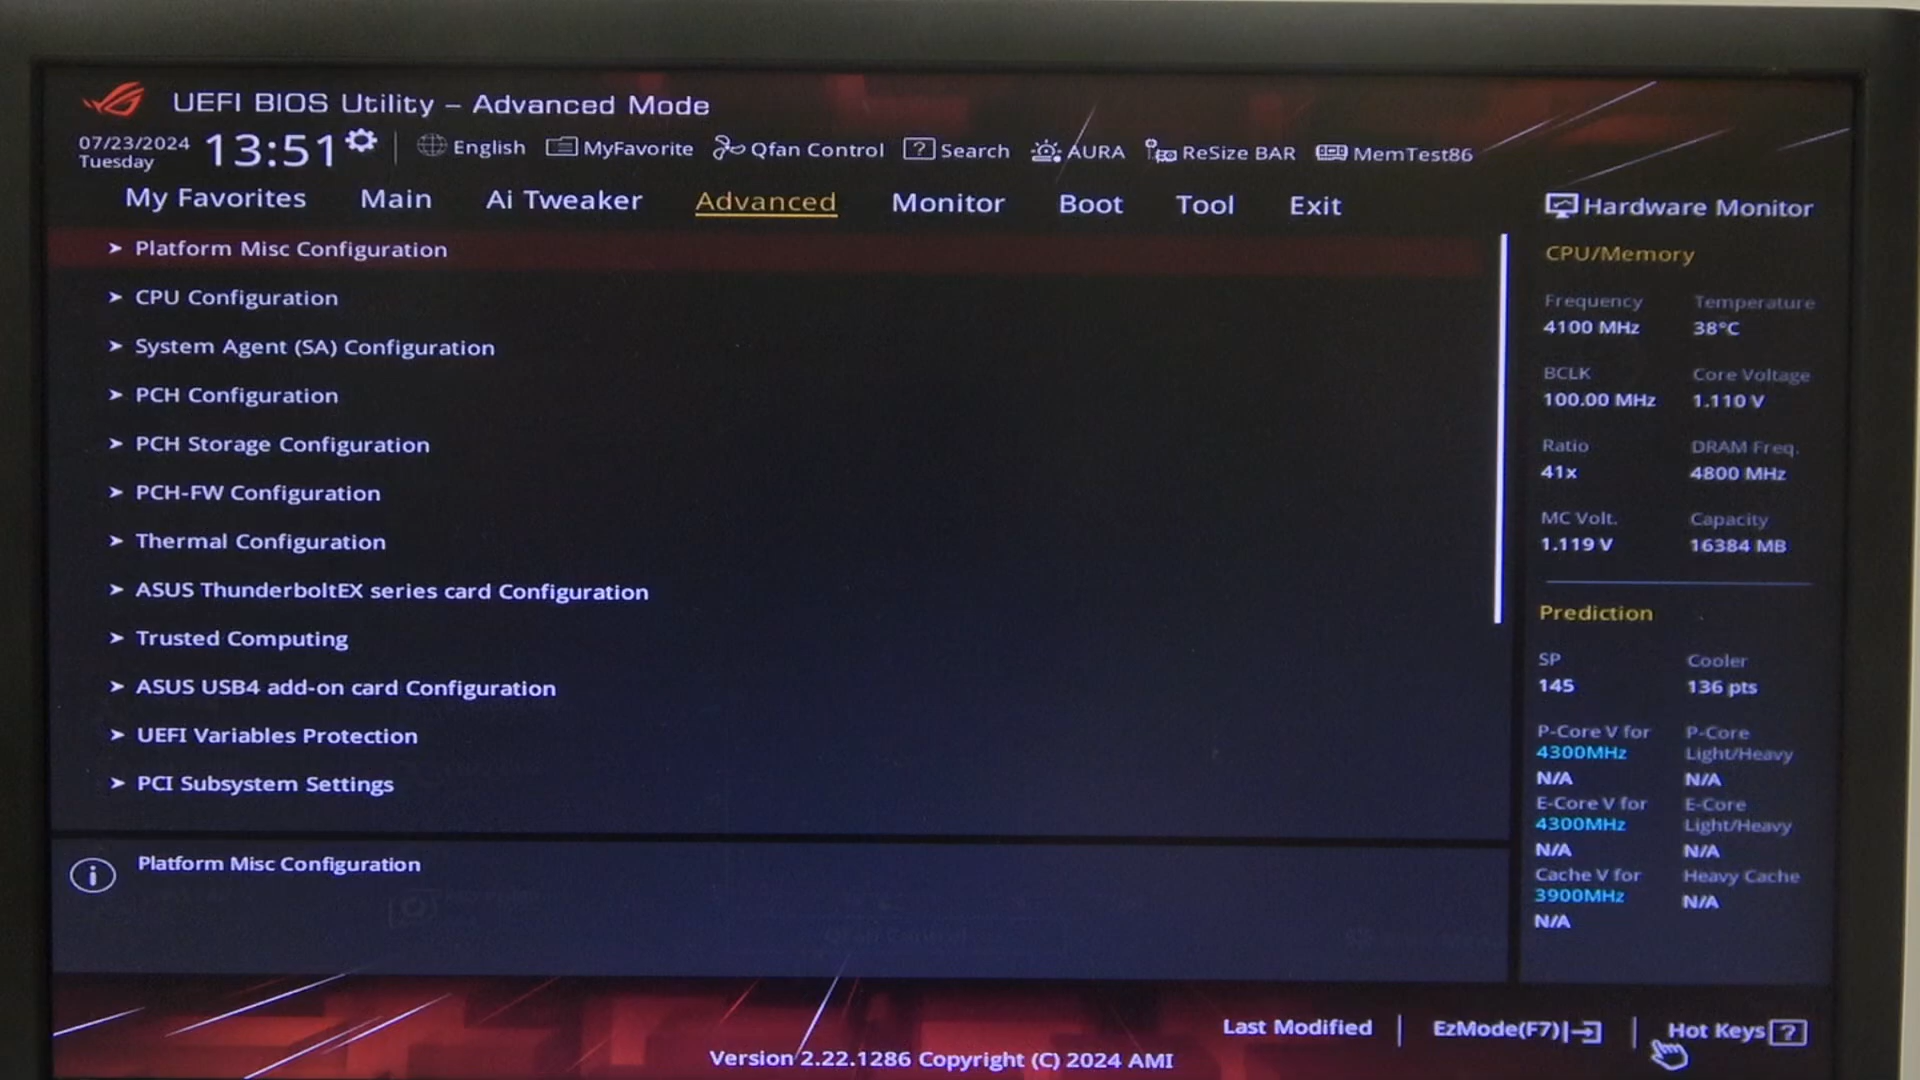 UEFI BIOS Utility – Advanced Mode
07/23/2024
Tuesday
13:51
English
MyFavorite
Qfan Control
? Search
AURA
ReSize BAR
MemTest86
My Favorites
Main
Ai Tweaker
Advanced
Monitor
Boot
Tool
Exit
> Platform Misc Configuration
> CPU Configuration
> System Agent (SA) Configuration
> PCH Configuration
> PCH Storage Configuration
> PCH-FW Configuration
> Thermal Configuration
> ASUS ThunderboltEX series card Configuration
> Trusted Computing
> ASUS USB4 add-on card Configuration
> UEFI Variables Protection
> PCI Subsystem Settings
i Platform Misc Configuration
Hardware Monitor
CPU/Memory
Frequency Temperature
4100 MHz 38°C
BCLK Core Voltage
100.00 MHz 1.110 V
Ratio DRAM Freq.
41x 4800 MHz
MC Volt. Capacity
1.119 V 16384 MB
Prediction
SP Cooler
145 136 pts
P-Core V for P-Core
4300MHz Light/Heavy
N/A N/A
E-Core V for E-Core
4300MHz Light/Heavy
N/A N/A
Cache V for Heavy Cache
3900MHz N/A
N/A
Last Modified
EzMode(F7)
Hot Keys ?
Version 2.22.1286 Copyright (C) 2024 AMI